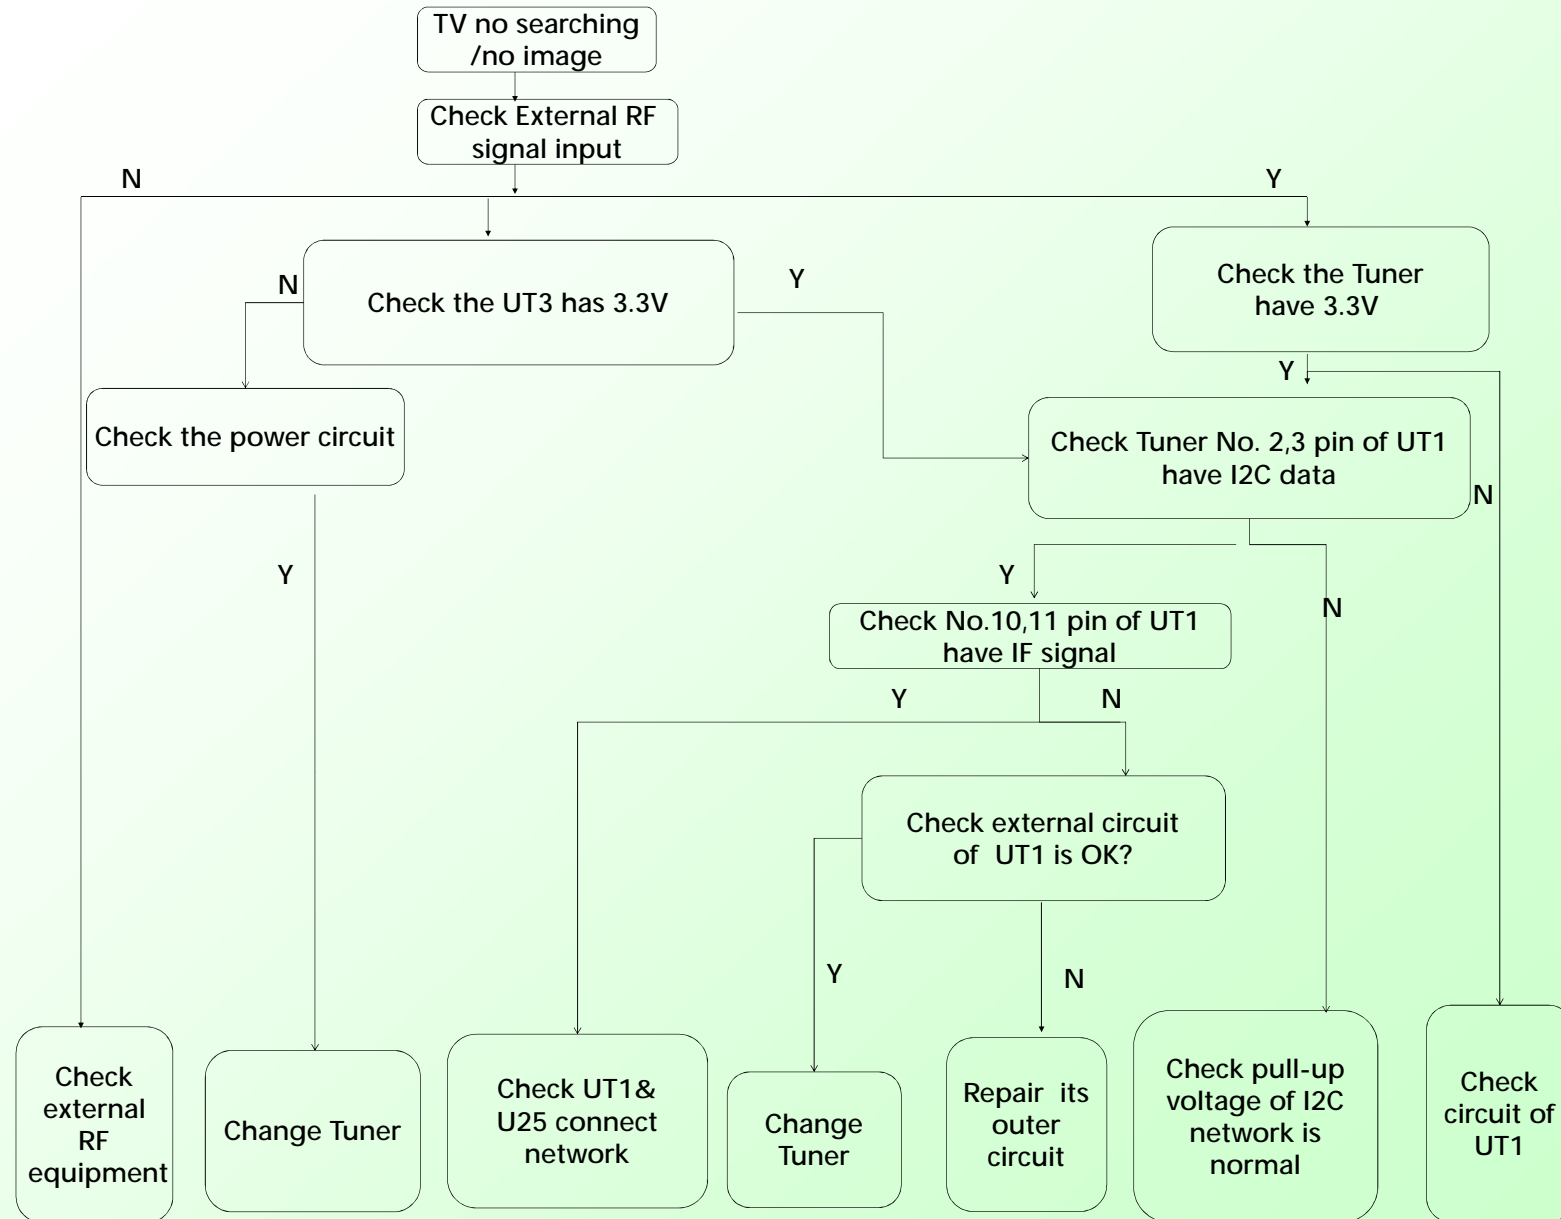 TV no searching
/no image
Check External RF
signal input
N
Y
Check the UT3 has 3.3V
N
Y
Check the Tuner
have 3.3V
Y
N
Check the power circuit
Y
Check Tuner No. 2,3 pin of UT1
have I2C data
Y
N
Check No.10,11 pin of UT1
have IF signal
Y
N
Check external circuit
of UT1 is OK?
Y
N
Check
external
RF
equipment
Change Tuner
Check UT1&
U25 connect
network
Change
Tuner
Repair its
outer
circuit
Check pull-up
voltage of I2C
network is
normal
Check
circuit of
UT1